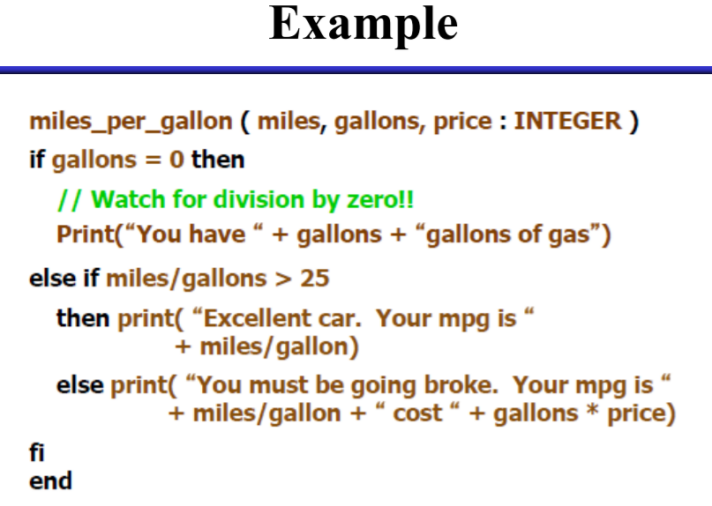 Example
miles_per_gallon ( miles, gallons, price : INTEGER )
if gallons = 0 then
// Watch for division by zero!!
Print(“You have “ + gallons + “gallons of gas”)
else if miles/gallons > 25
then print( “Excellent car.  Your mpg is “
+ miles/gallon)
else print( “You must be going broke.  Your mpg is “
+ miles/gallon + “ cost “ + gallons * price)
fi
end